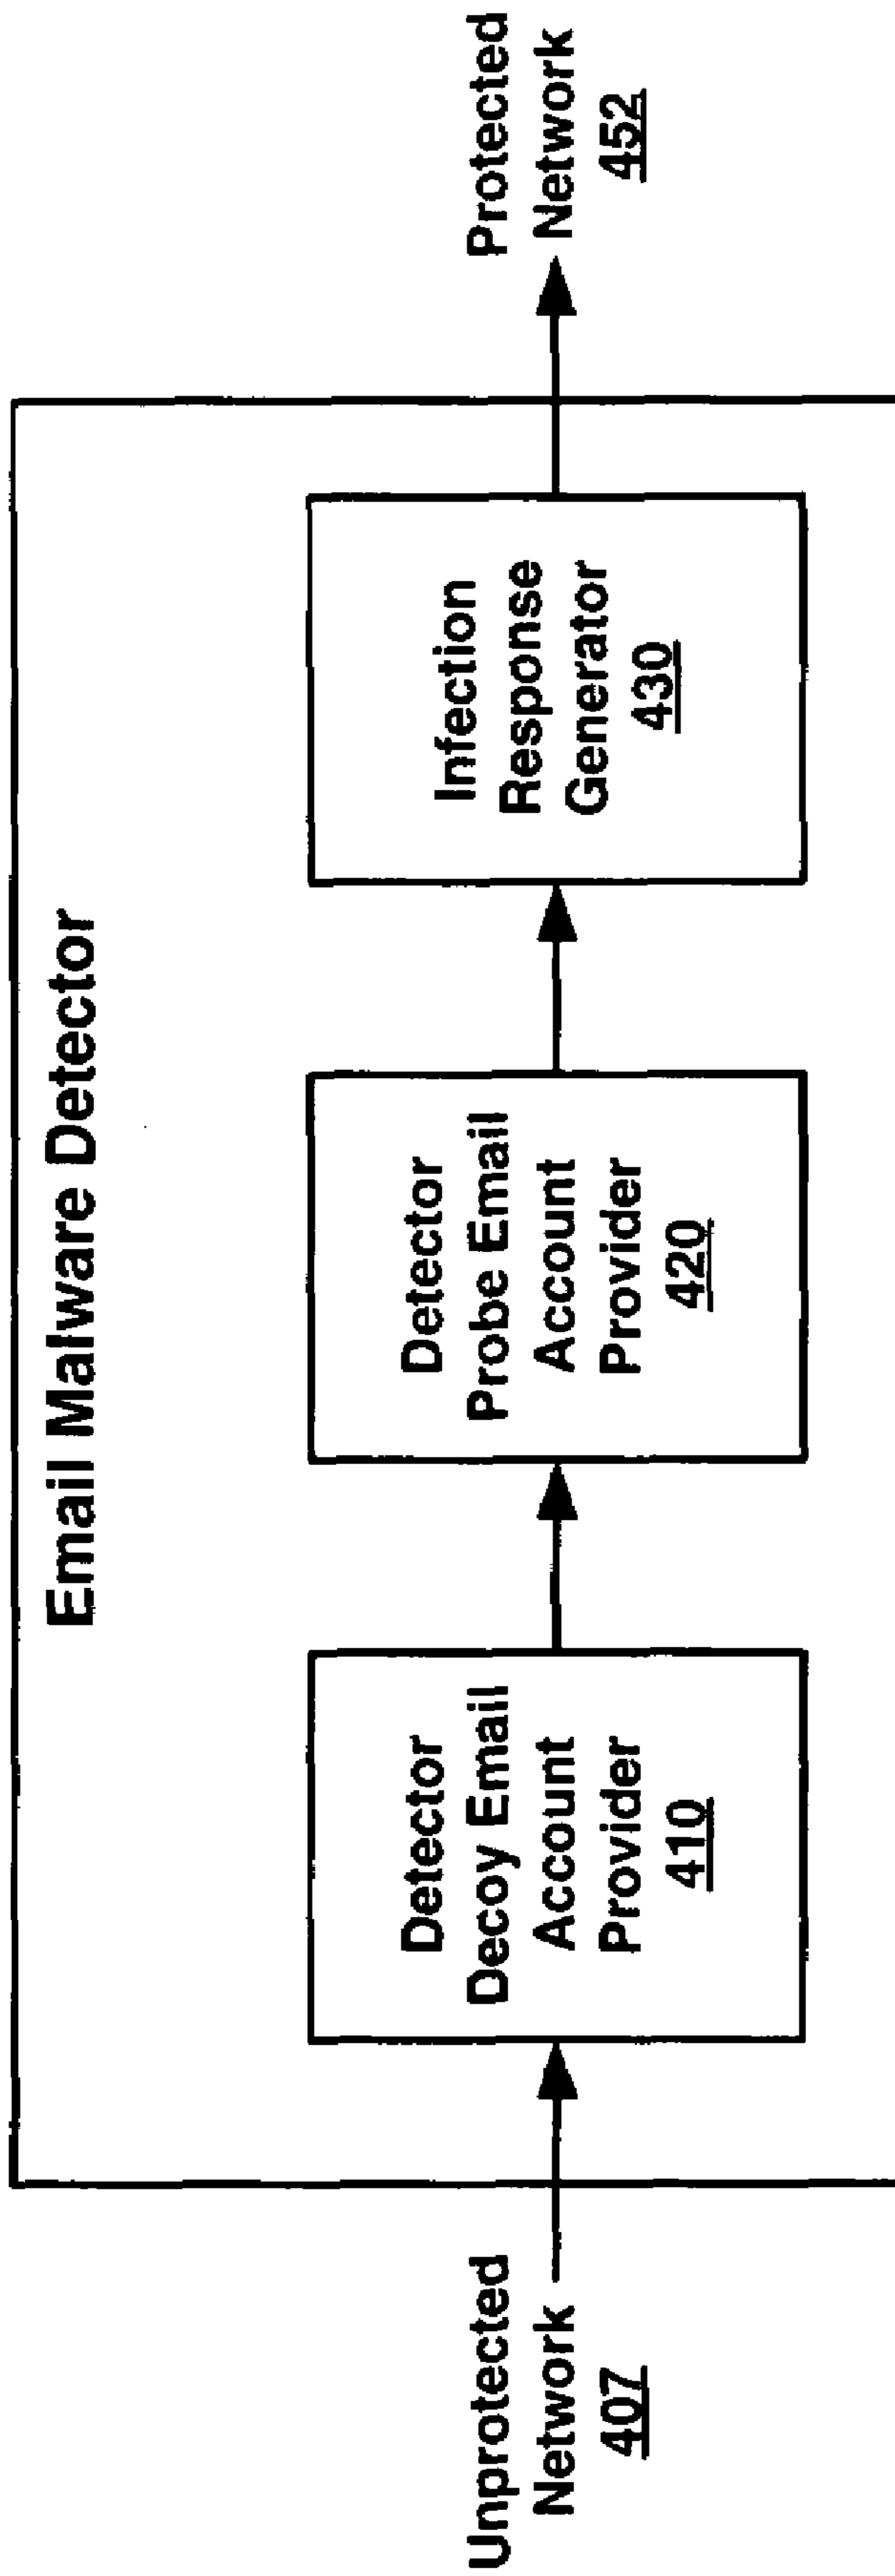 Email Malware Detector
Unprotected
Network
407
Detector
Decoy Email
Account
Provider
410
Detector
Probe Email
Account
Provider
420
Infection
Response
Generator
430
Protected
Network
452